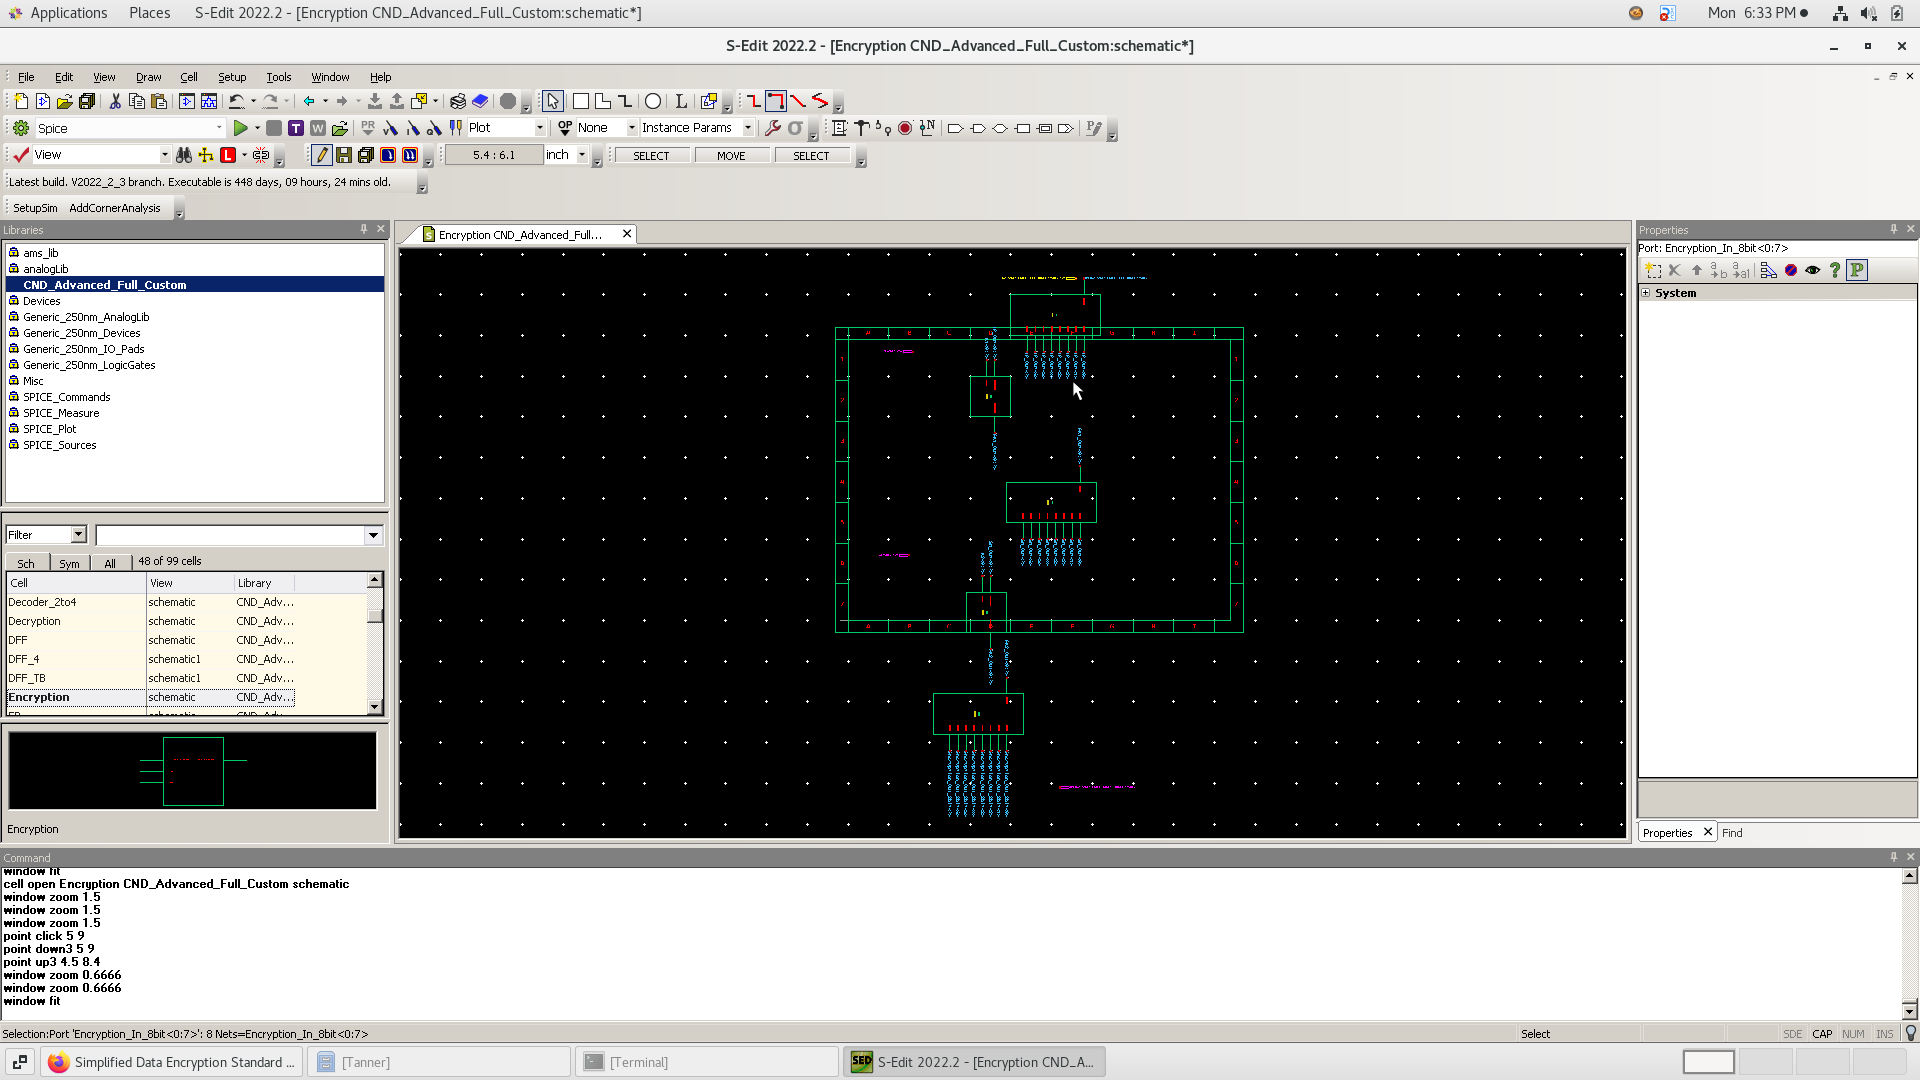 Applications Places S-Edit 2022.2 - [Encryption CND_Advanced_Full_Custom:schematic*] Mon 6:33 PM
S-Edit 2022.2 - [Encryption CND_Advanced_Full_Custom:schematic*]
File Edit View Draw Cell Setup Tools Window Help
Spice Plot OP None Instance Params
View 5.4 : 6.1 inch SELECT MOVE SELECT
Latest build. V2022_2_3 branch. Executable is 448 days, 09 hours, 24 mins old.
SetupSim AddCornerAnalysis
Libraries
ams_lib
analogLib
CND_Advanced_Full_Custom
Devices
Generic_250nm_AnalogLib
Generic_250nm_Devices
Generic_250nm_IO_Pads
Generic_250nm_LogicGates
Misc
SPICE_Commands
SPICE_Measure
SPICE_Plot
SPICE_Sources
Filter
Sch Sym All 48 of 99 cells
Cell View Library
Decoder_2to4 schematic CND_Adv...
Decryption schematic CND_Adv...
DFF schematic CND_Adv...
DFF_4 schematic1 CND_Adv...
DFF_TB schematic1 CND_Adv...
Encryption schematic CND_Adv...
Encryption
Encryption CND_Advanced_Full...
Properties
Port: Encryption_In_8bit<0:7>
System
Properties Find
Command
window fit
cell open Encryption CND_Advanced_Full_Custom schematic
window zoom 1.5
window zoom 1.5
window zoom 1.5
point click 5 9
point down3 5 9
point up3 4.5 8.4
window zoom 0.6666
window zoom 0.6666
window fit
Selection:Port 'Encryption_In_8bit<0:7>': 8 Nets=Encryption_In_8bit<0:7> Select SDE CAP NUM INS
Simplified Data Encryption Standard ... [Tanner] [Terminal] S-Edit 2022.2 - [Encryption CND_A...